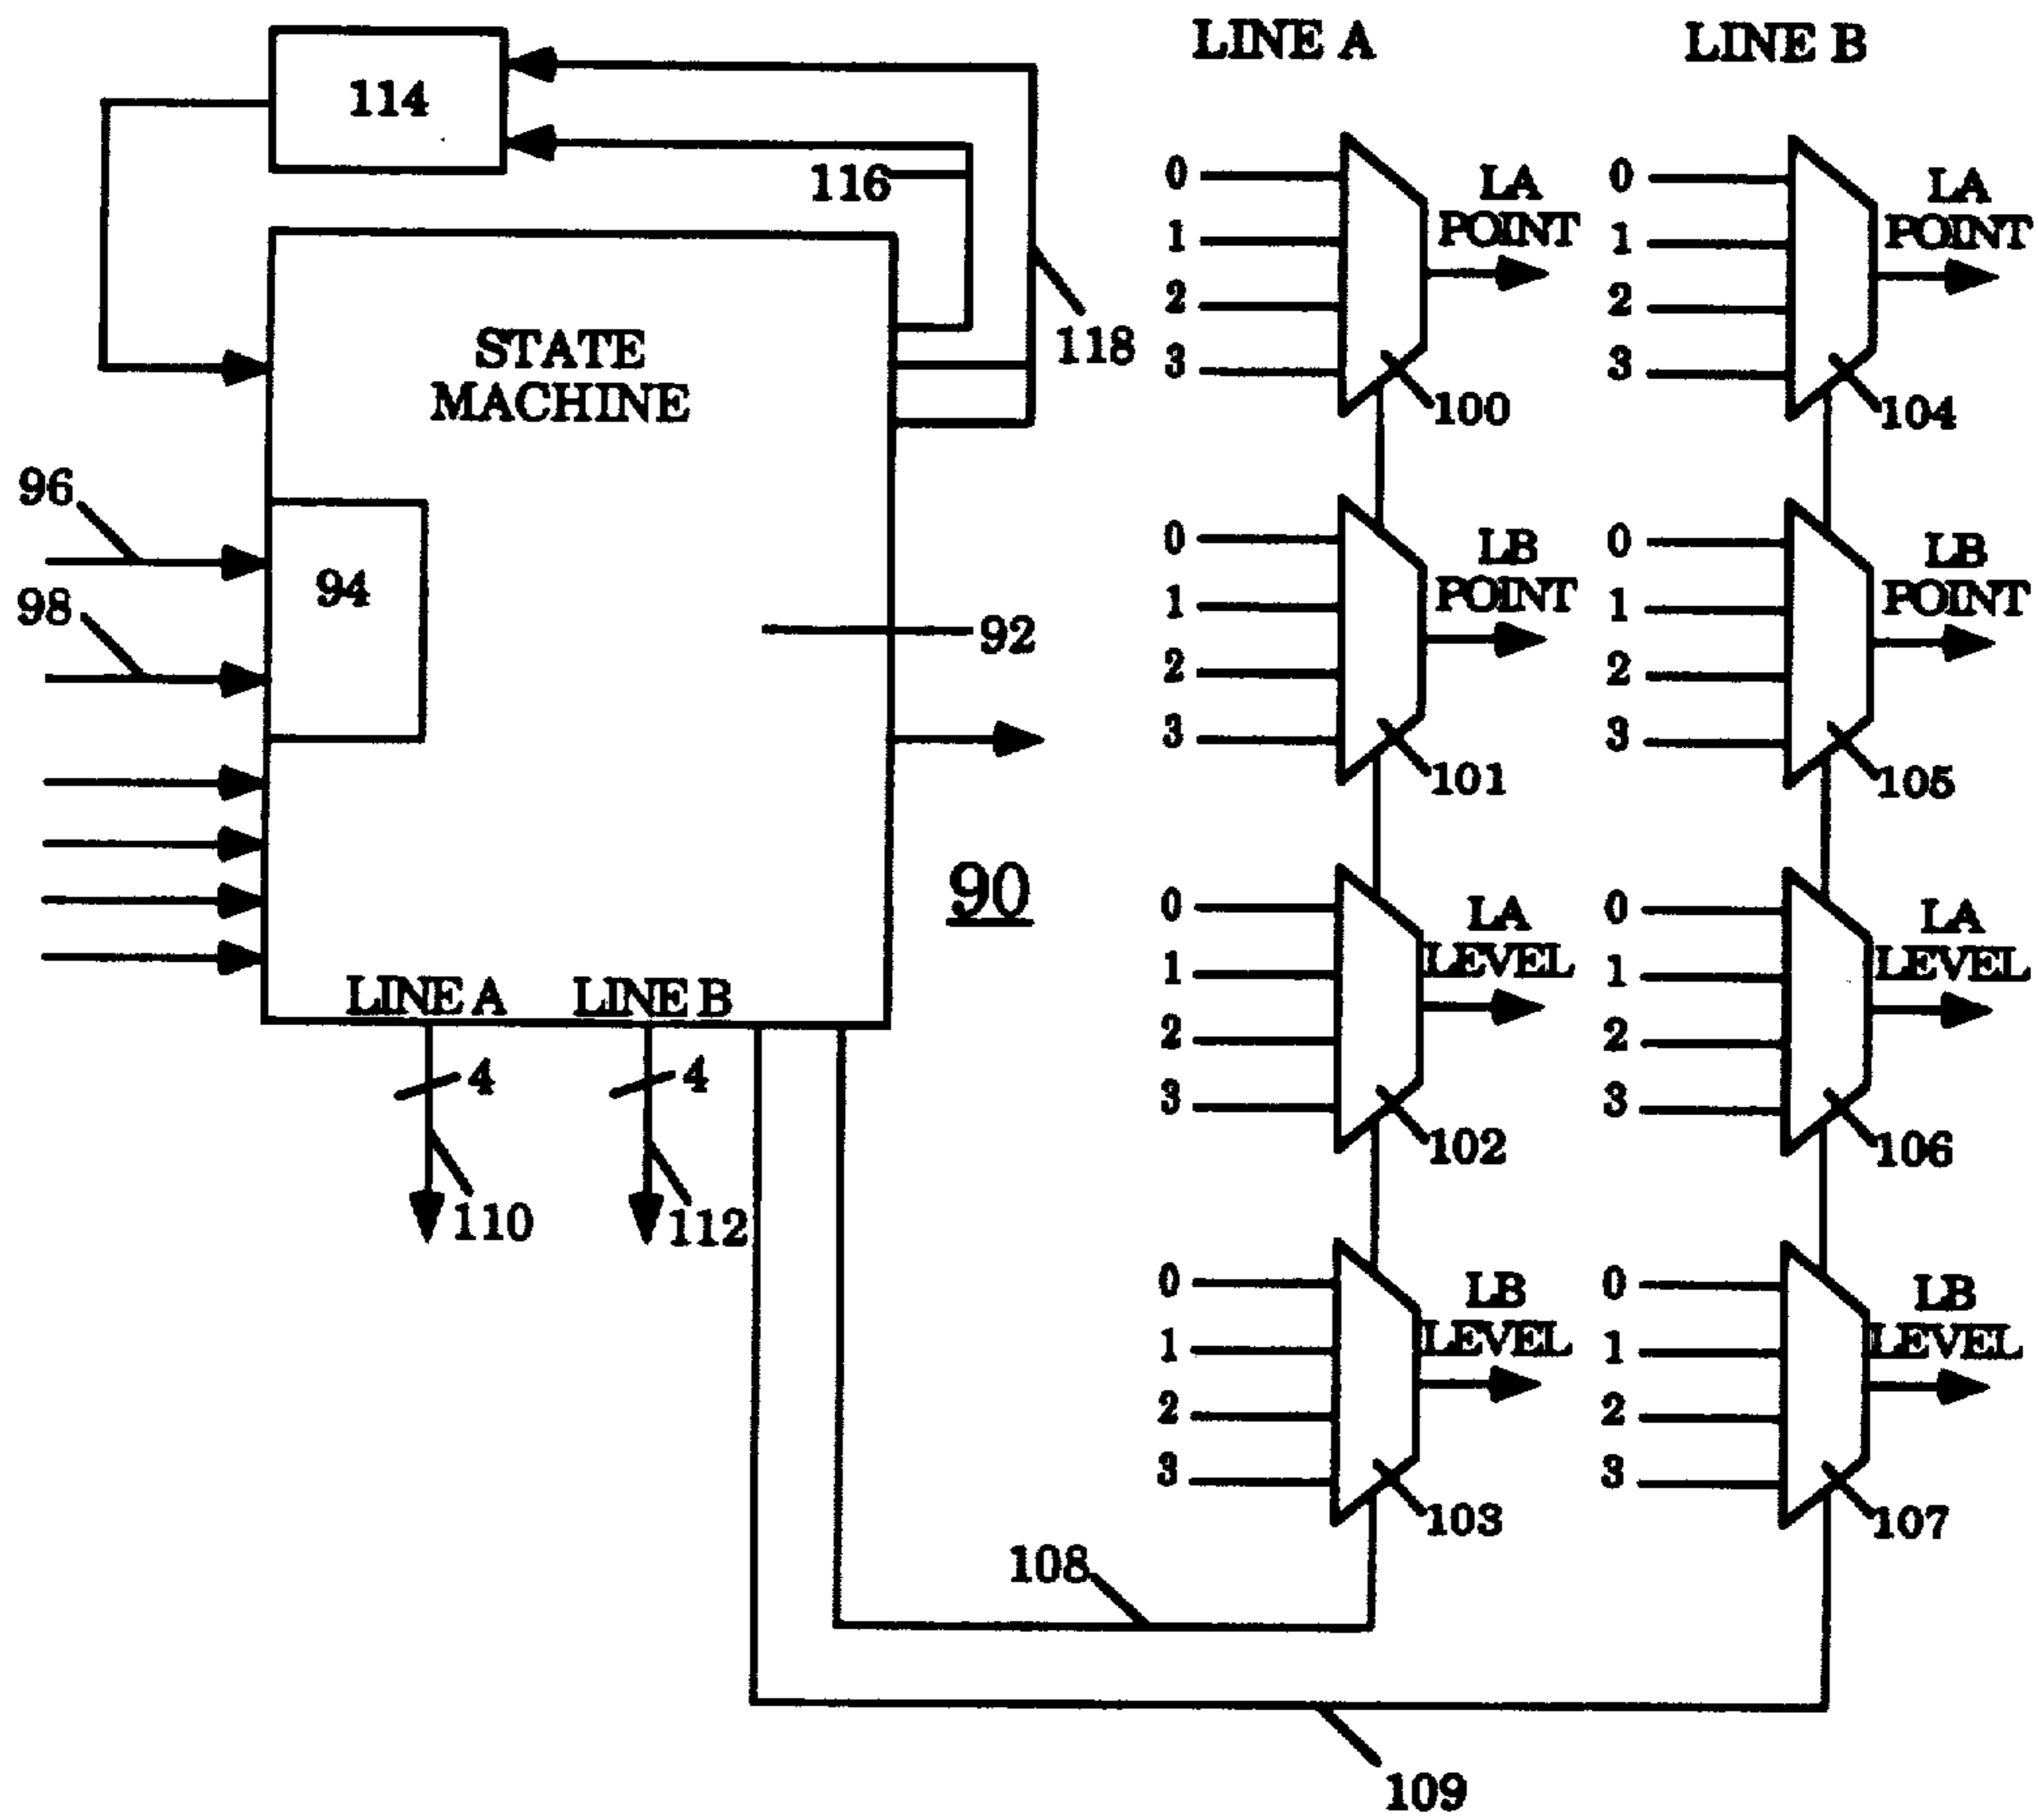 LINE A
LINE B
114
116
118
STATE
MACHINE
96
98
94
92
90
LINE A
LINE B
4
4
110
112
0
1
2
3
LA
POINT
100
0
1
2
3
LA
POINT
104
0
1
2
3
LB
POINT
101
0
1
2
3
LB
POINT
105
0
1
2
3
LA
LEVEL
102
0
1
2
3
LA
LEVEL
106
0
1
2
3
LB
LEVEL
103
0
1
2
3
LB
LEVEL
107
108
109